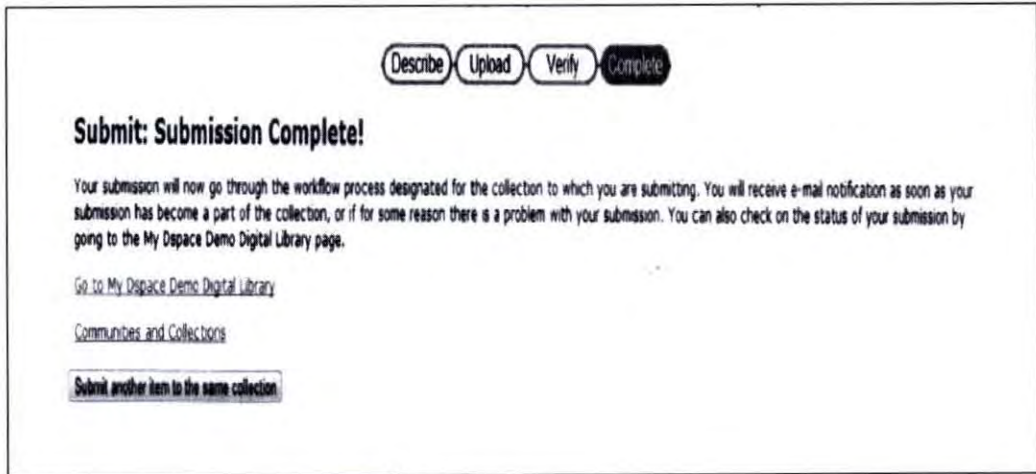 Describe Upload Verify Complete
Submit: Submission Complete!
Your submission will now go through the workflow process designated for the collection to which you are submitting. You will receive e-mail notification as soon as your
submission has become a part of the collection, or if for some reason there is a problem with your submission. You can also check on the status of your submission by
going to the My Dspace Demo Digital Library page.
Go to My Dspace Demo Digital Library
Communities and Collections
Submit another item to the same collection